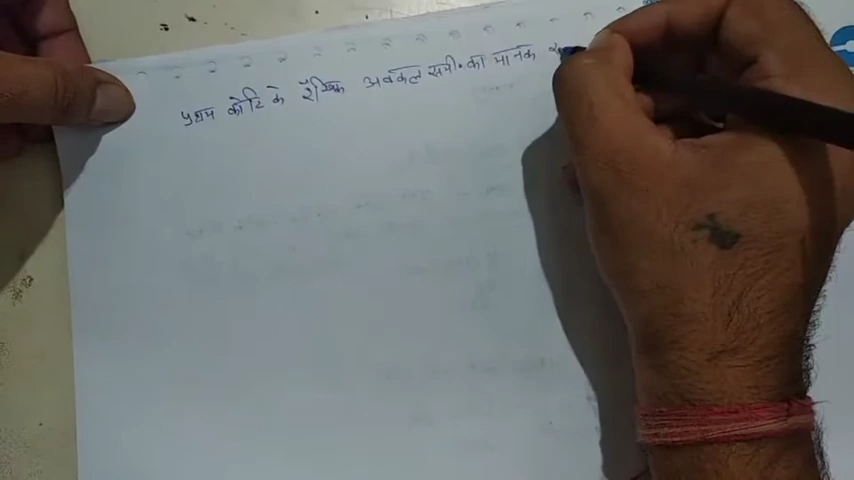 प्रथम कोटि के रैखिक अवकल समी॰ का मानक